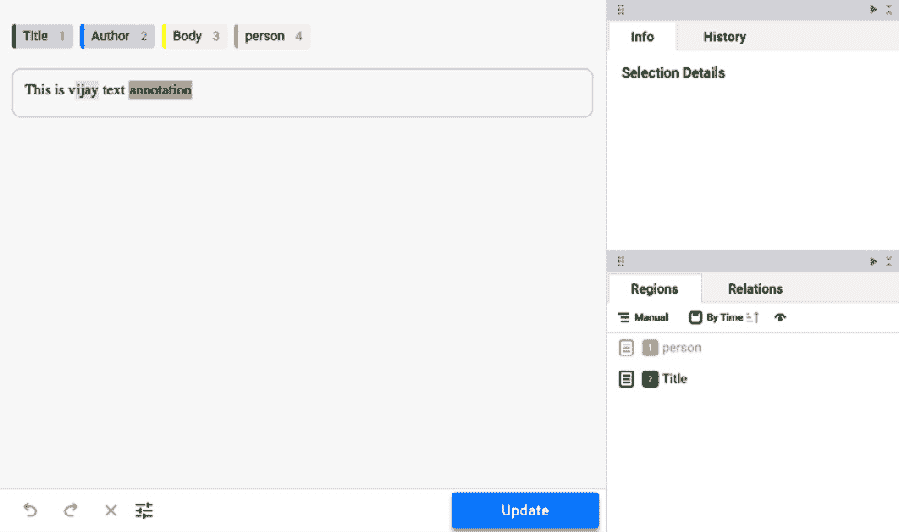 Title 1 Author 2 Body 3 person 4
This is vijay text annotation
Info History
Selection Details
Regions Relations
Manual By Time
1 person
2 Title
Update